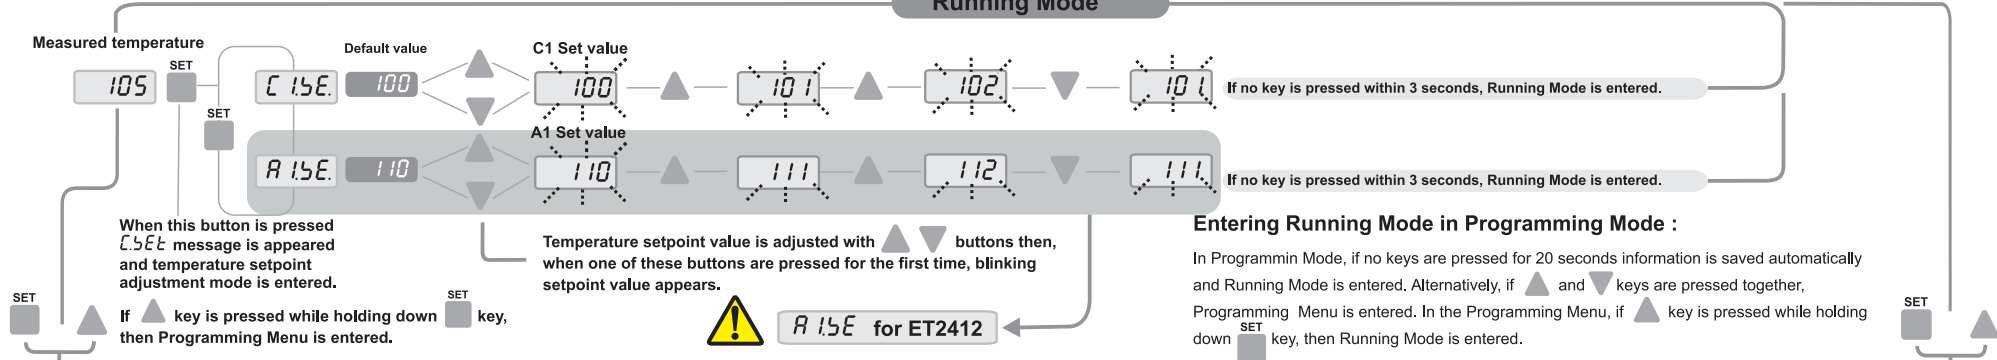 Running Mode
Measured temperature
SET
105
SET
C1.SE.
Default value
100
C1 Set value
100
101
102
101.
If no key is pressed within 3 seconds, Running Mode is entered.
A1.SE.
110
A1 Set value
110
111
112
111.
If no key is pressed within 3 seconds, Running Mode is entered.
When this button is pressed
C.SEt message is appeared
and temperature setpoint
adjustment mode is entered.
SET
If key is pressed while holding down SET key,
then Programming Menu is entered.
Temperature setpoint value is adjusted with buttons then,
when one of these buttons are pressed for the first time, blinking
setpoint value appears.
A1.SE for ET2412
Entering Running Mode in Programming Mode :
In Programmin Mode, if no keys are pressed for 20 seconds information is saved automatically
and Running Mode is entered. Alternatively, if and keys are pressed together,
Programming Menu is entered. In the Programming Menu, if key is pressed while holding
down SET key, then Running Mode is entered.
SET